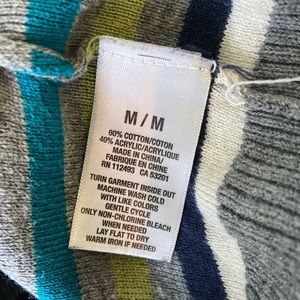 M / M
60% COTTON/COTON
40% ACRYLIC/ACRYLIQUE
MADE IN CHINA/
FABRIQUE EN CHINE
RN 112493 CA 53201
TURN GARMENT INSIDE OUT
MACHINE WASH COLD
WITH LIKE COLORS
GENTLE CYCLE
ONLY NON-CHLORINE BLEACH
WHEN NEEDED
LAY FLAT TO DRY
WARM IRON IF NEEDED